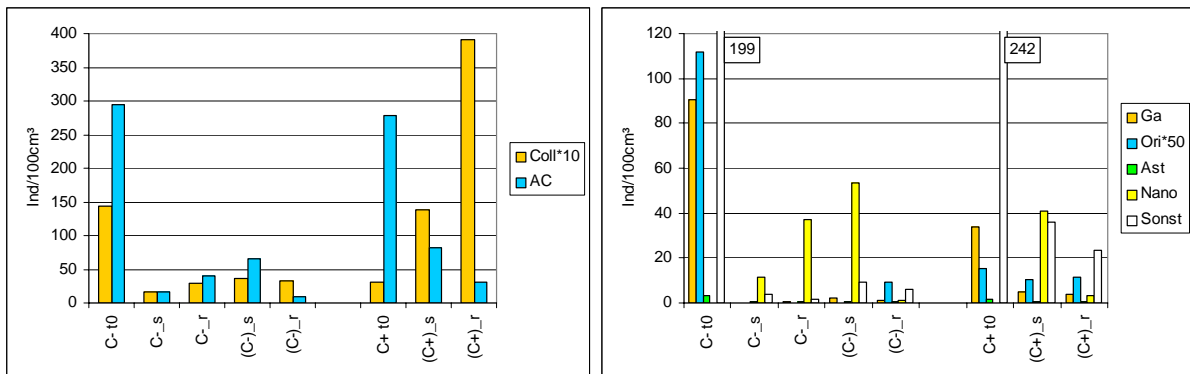 400
350
300
250
200
150
100
50
0
Ind/100cm³
C- t0
C-_s
C-_r
(C-)_s
(C-)_r
C+ t0
(C+)_s
(C+)_r
Coll*10
AC
120
100
80
60
40
20
0
Ind/100cm³
199
242
C- t0
C-_s
C-_r
(C-)_s
(C-)_r
C+ t0
(C+)_s
(C+)_r
Ga
Ori*50
Ast
Nano
Sonst